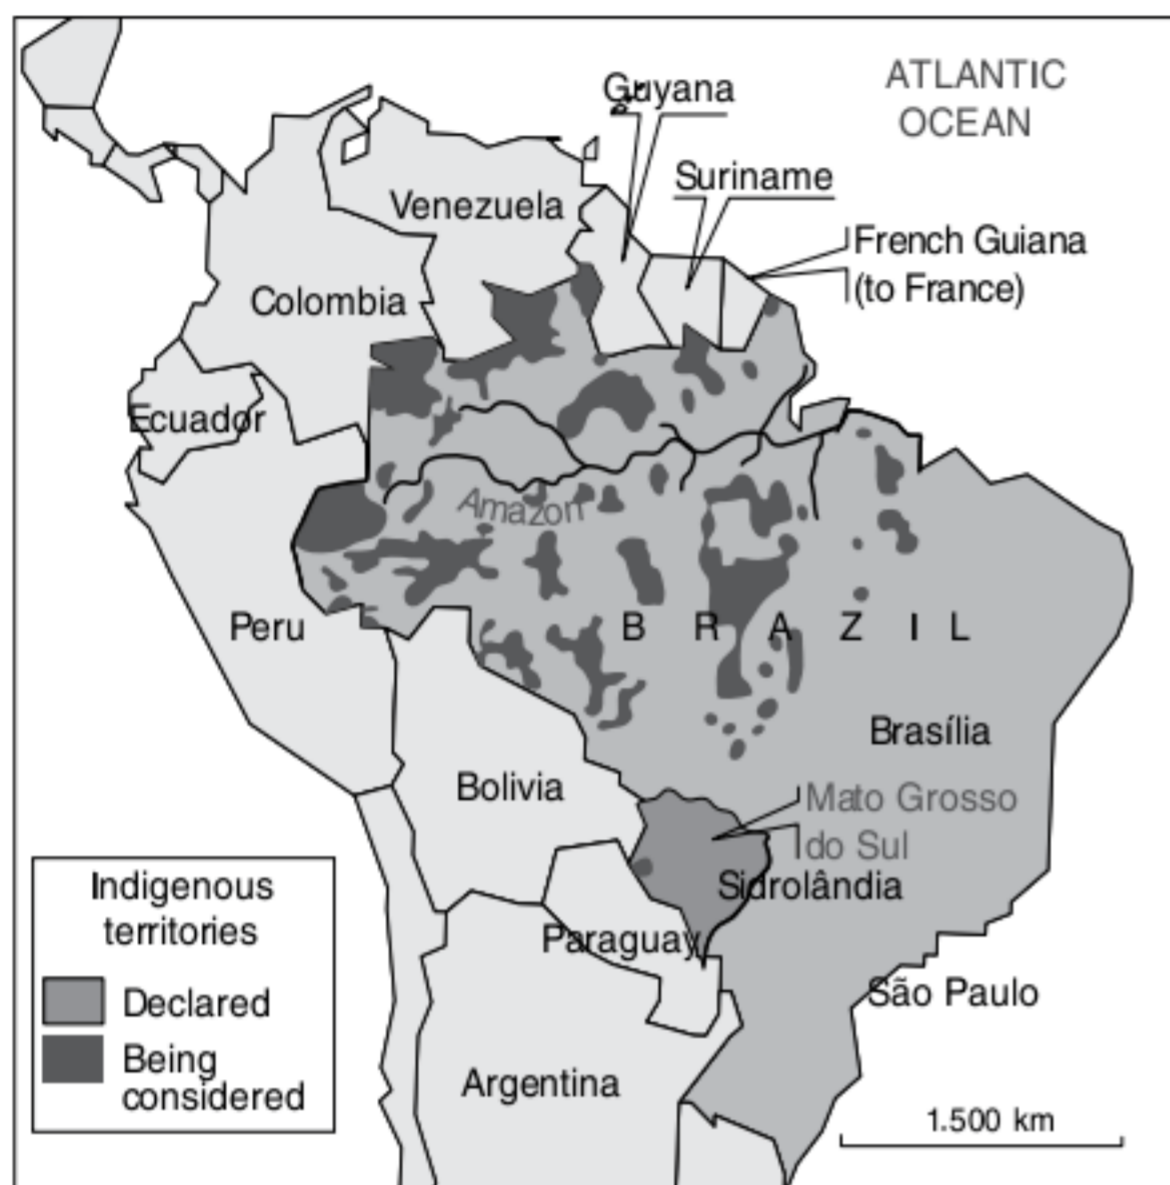 ATLANTIC
OCEAN
Guyana
Suriname
French Guiana
(to France)
Venezuela
Colombia
Ecuador
Amazon
Peru
B R A Z I L
Brasília
Bolivia
Mato Grosso
do Sul
Sidrolândia
Paraguay
São Paulo
Argentina
Indigenous
territories
Declared
Being
considered
1.500 km